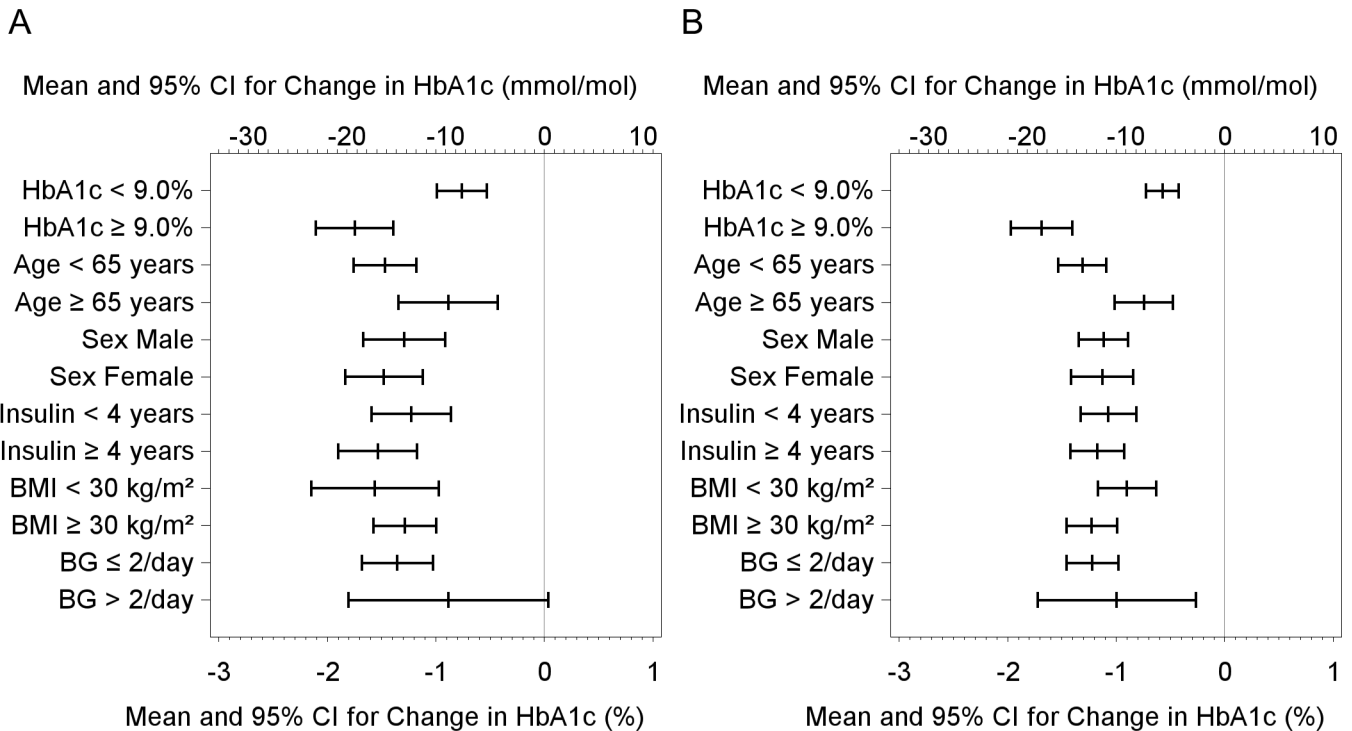 A
Mean and 95% CI for Change in HbA1c (mmol/mol)
-30 -20 -10 0 10
HbA1c < 9.0%
HbA1c ≥ 9.0%
Age < 65 years
Age ≥ 65 years
Sex Male
Sex Female
Insulin < 4 years
Insulin ≥ 4 years
BMI < 30 kg/m²
BMI ≥ 30 kg/m²
BG ≤ 2/day
BG > 2/day
-3 -2 -1 0 1
Mean and 95% CI for Change in HbA1c (%)
B
Mean and 95% CI for Change in HbA1c (mmol/mol)
-30 -20 -10 0 10
HbA1c < 9.0%
HbA1c ≥ 9.0%
Age < 65 years
Age ≥ 65 years
Sex Male
Sex Female
Insulin < 4 years
Insulin ≥ 4 years
BMI < 30 kg/m²
BMI ≥ 30 kg/m²
BG ≤ 2/day
BG > 2/day
-3 -2 -1 0 1
Mean and 95% CI for Change in HbA1c (%)